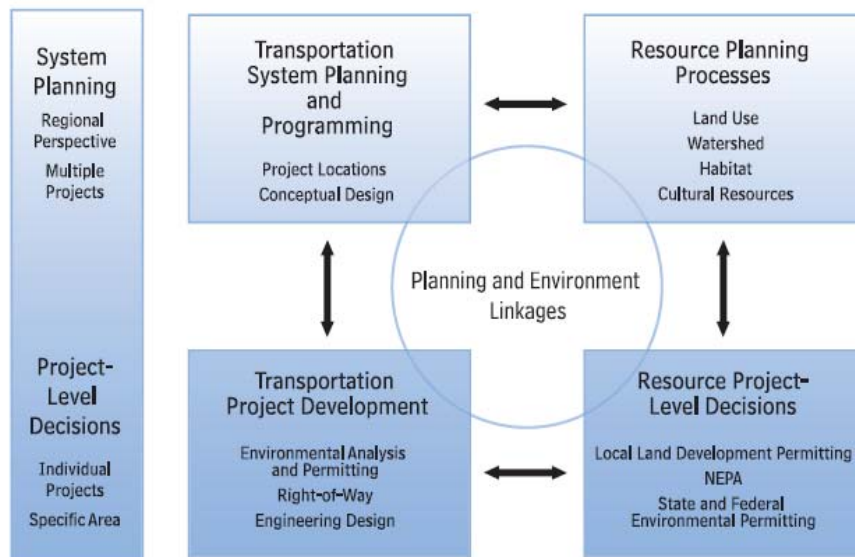 System
Planning
Regional
Perspective
Multiple
Projects
Project-
Level
Decisions
Individual
Projects
Specific Area
Transportation
System Planning
and
Programming
Project Locations
Conceptual Design
Resource Planning
Processes
Land Use
Watershed
Habitat
Cultural Resources
Planning and Environment
Linkages
Transportation
Project Development
Environmental Analysis
and Permitting
Right-of-Way
Engineering Design
Resource Project-
Level Decisions
Local Land Development Permitting
NEPA
State and Federal
Environmental Permitting